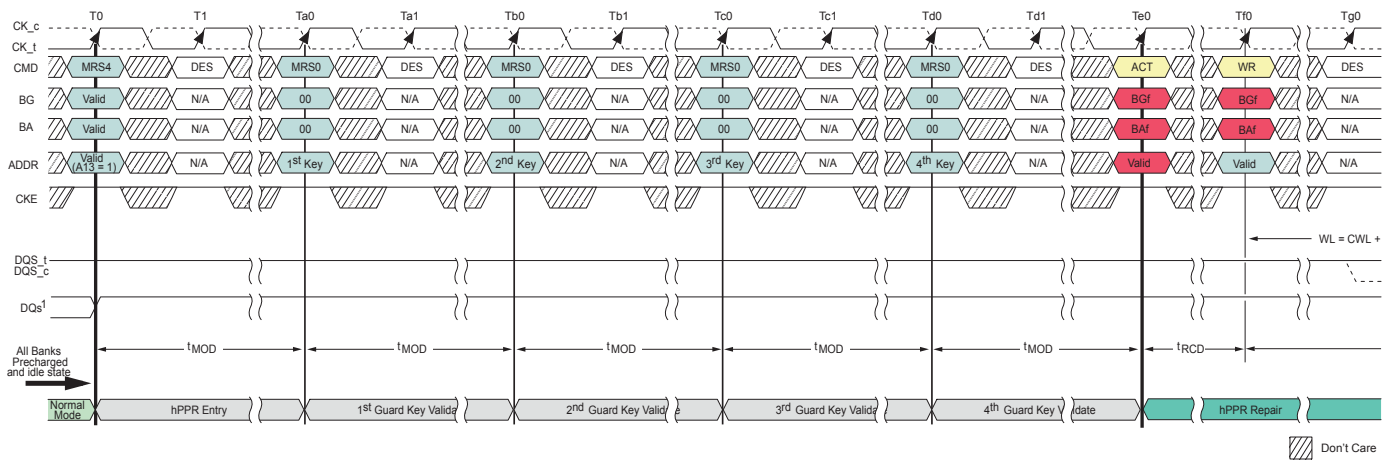 T0 T1 Ta0 Ta1 Tb0 Tb1 Tc0 Tc1 Td0 Td1 Te0 Tf0 Tg0
CK_c
CK_t
CMD MRS4 DES MRS0 DES MRS0 DES MRS0 DES MRS0 DES ACT WR DES
BG Valid N/A 00 N/A 00 N/A 00 N/A 00 N/A BGf BGf N/A
BA Valid N/A 00 N/A 00 N/A 00 N/A 00 N/A BAf BAf N/A
ADDR Valid (A13 = 1) N/A 1st Key N/A 2nd Key N/A 3rd Key N/A 4th Key N/A Valid Valid N/A
CKE
WL = CWL +
DQS_t
DQS_c
DQs1
tMOD tMOD tMOD tMOD tMOD tRCD
All Banks
Precharged
and idle state
Normal Mode hPPR Entry 1st Guard Key Valida 2nd Guard Key Valid e 3rd Guard Key Valida 4th Guard Key V idate hPPR Repair
Don't Care